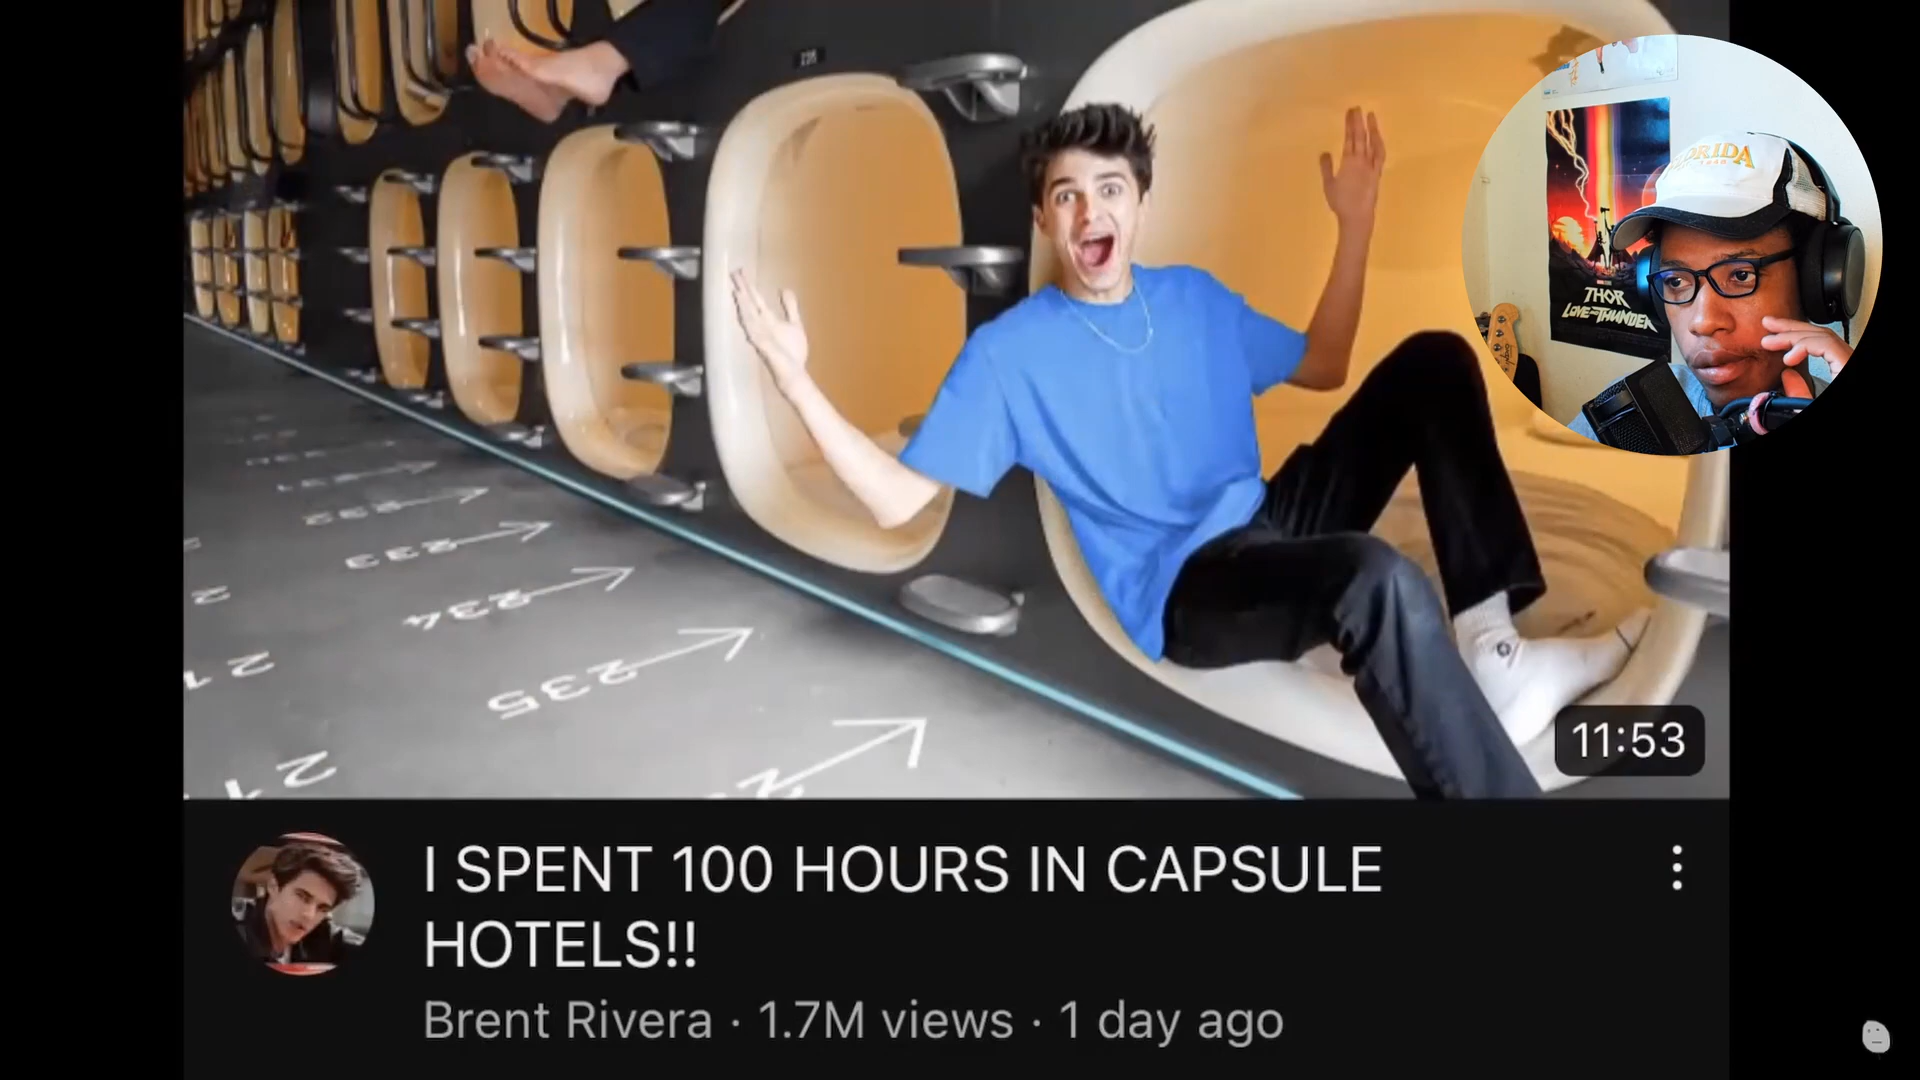 FLORIDA
THOR
LOVE AND THUNDER
233
234
235
11:53
I SPENT 100 HOURS IN CAPSULE
HOTELS!!
Brent Rivera · 1.7M views · 1 day ago